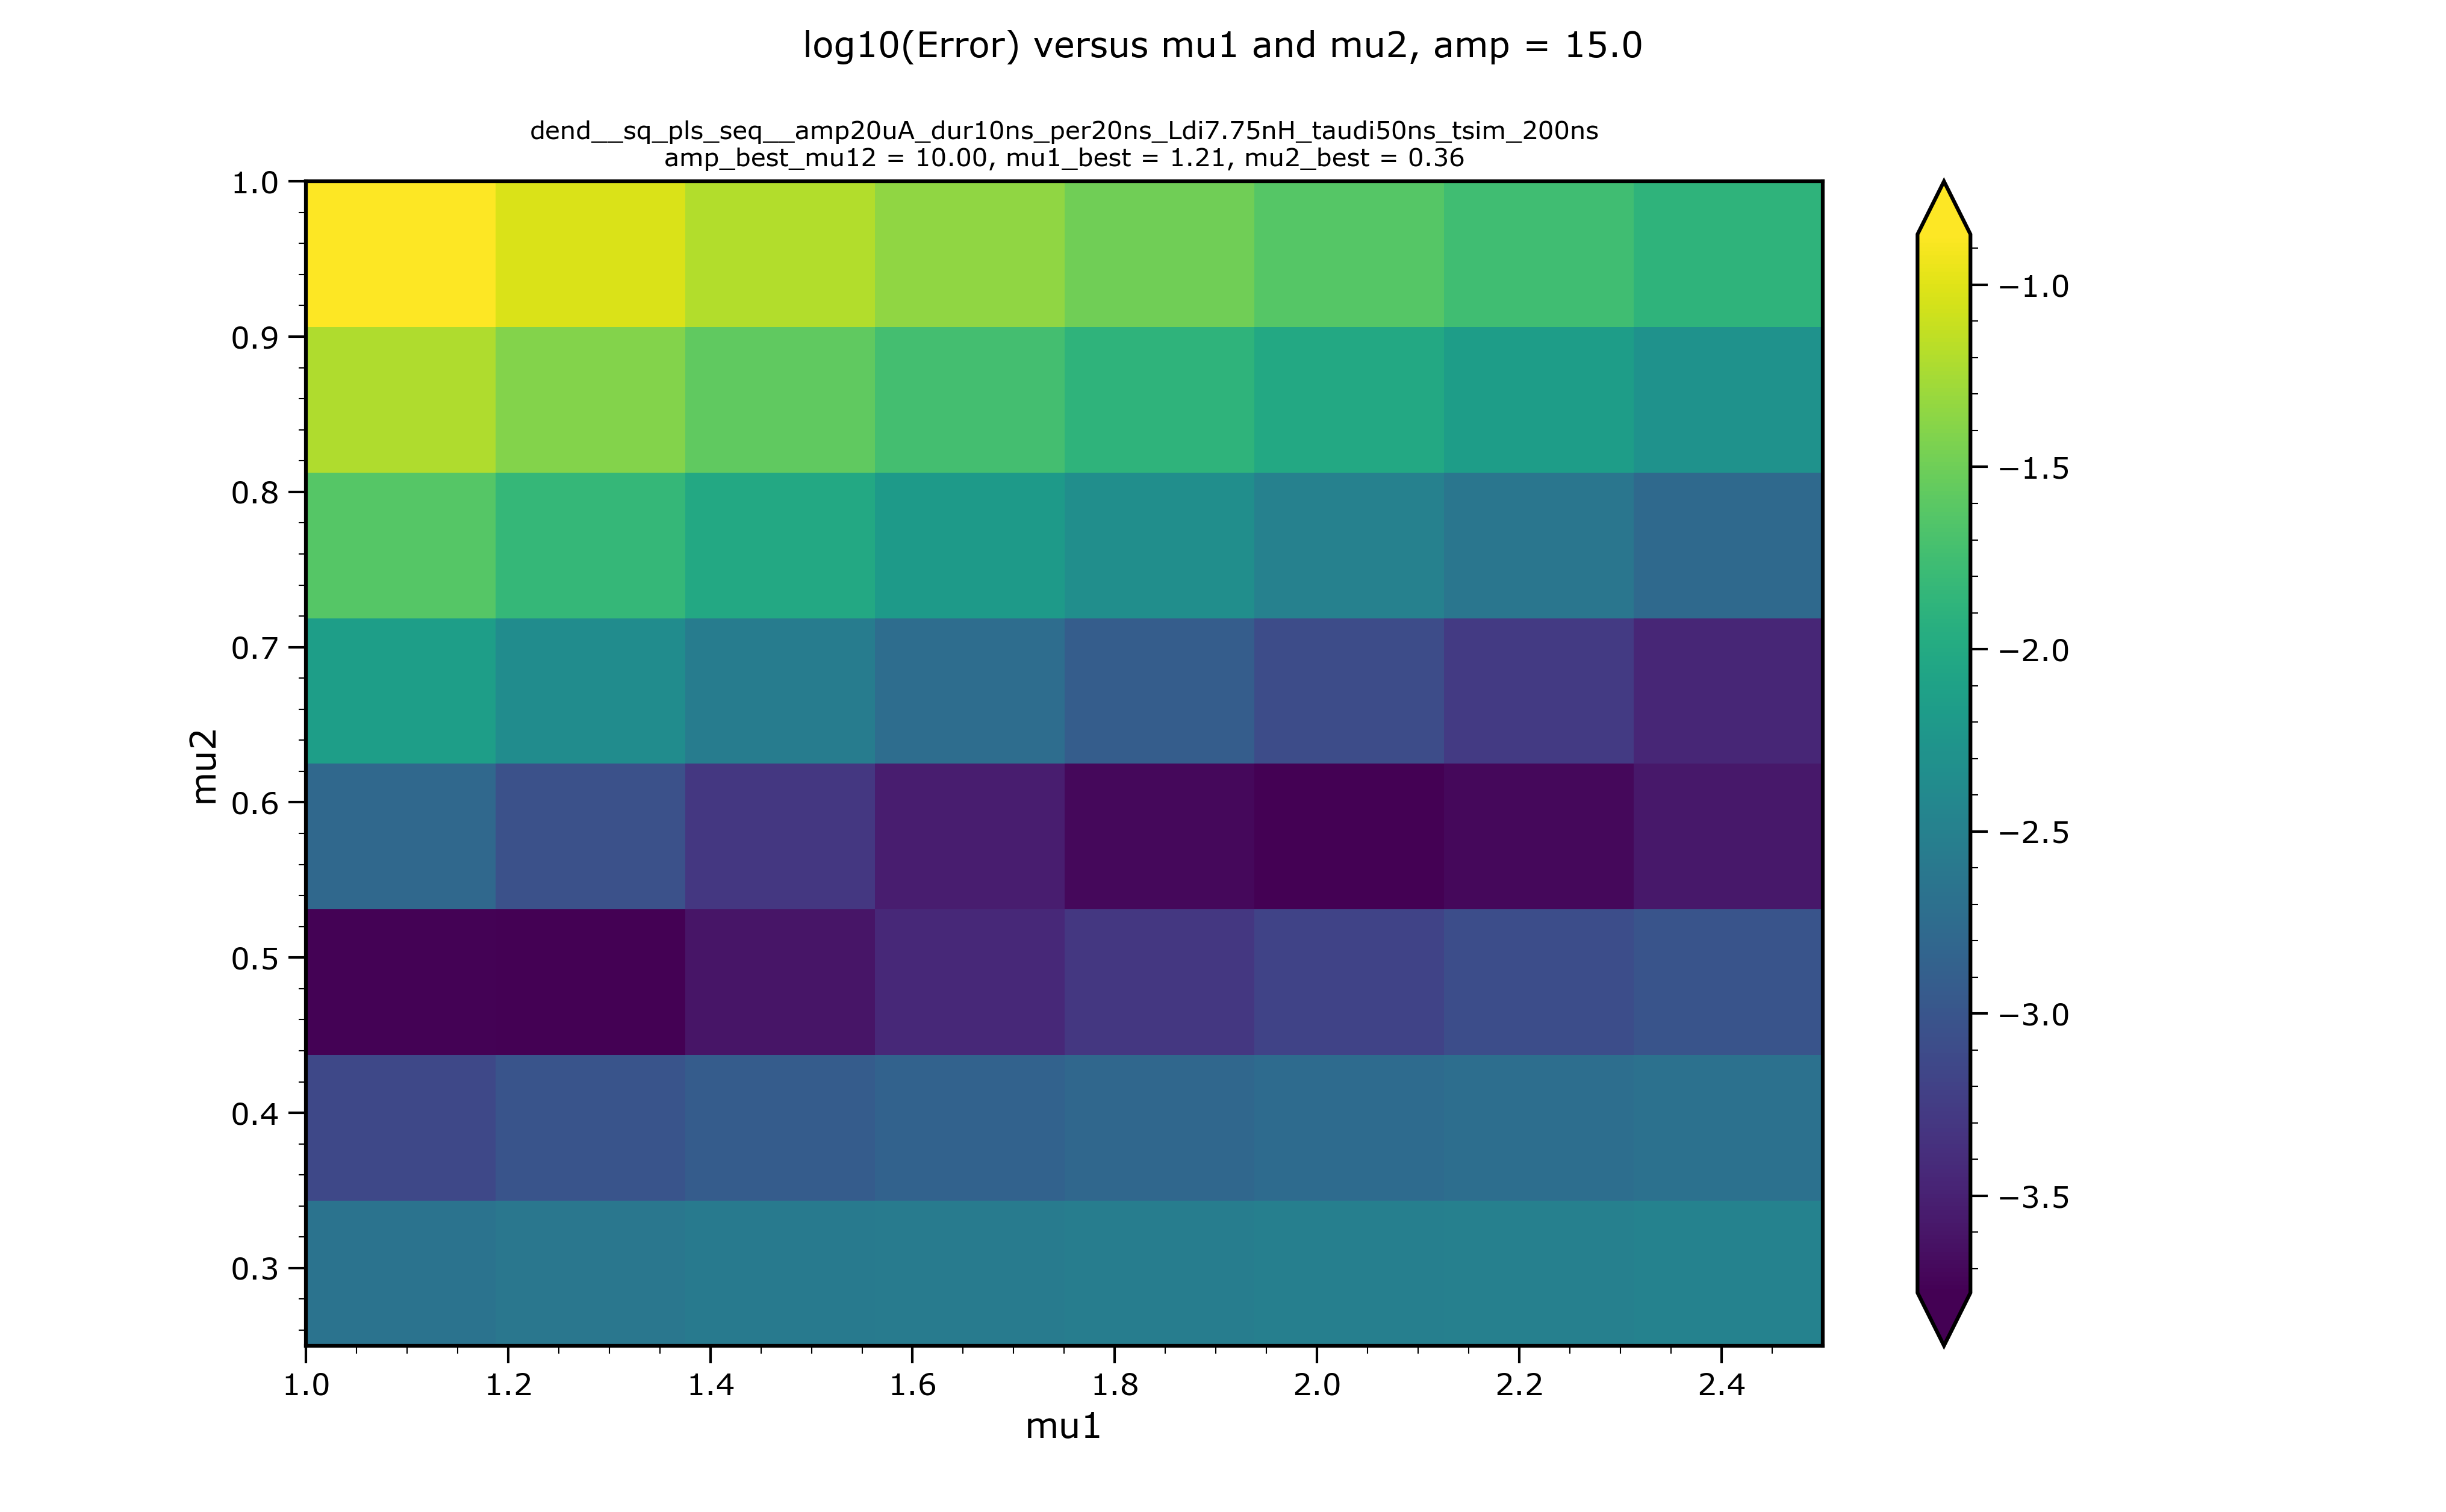 log10(Error) versus mu1 and mu2, amp = 15.0
dend__sq_pls_seq__amp20uA_dur10ns_per20ns_Ldi7.75nH_taudi50ns_tsim_200ns
amp_best_mu12 = 10.00, mu1_best = 1.21, mu2_best = 0.36
1.0
0.9
0.8
0.7
0.6
0.5
0.4
0.3
mu2
1.0 1.2 1.4 1.6 1.8 2.0 2.2 2.4
mu1
−1.0
−1.5
−2.0
−2.5
−3.0
−3.5